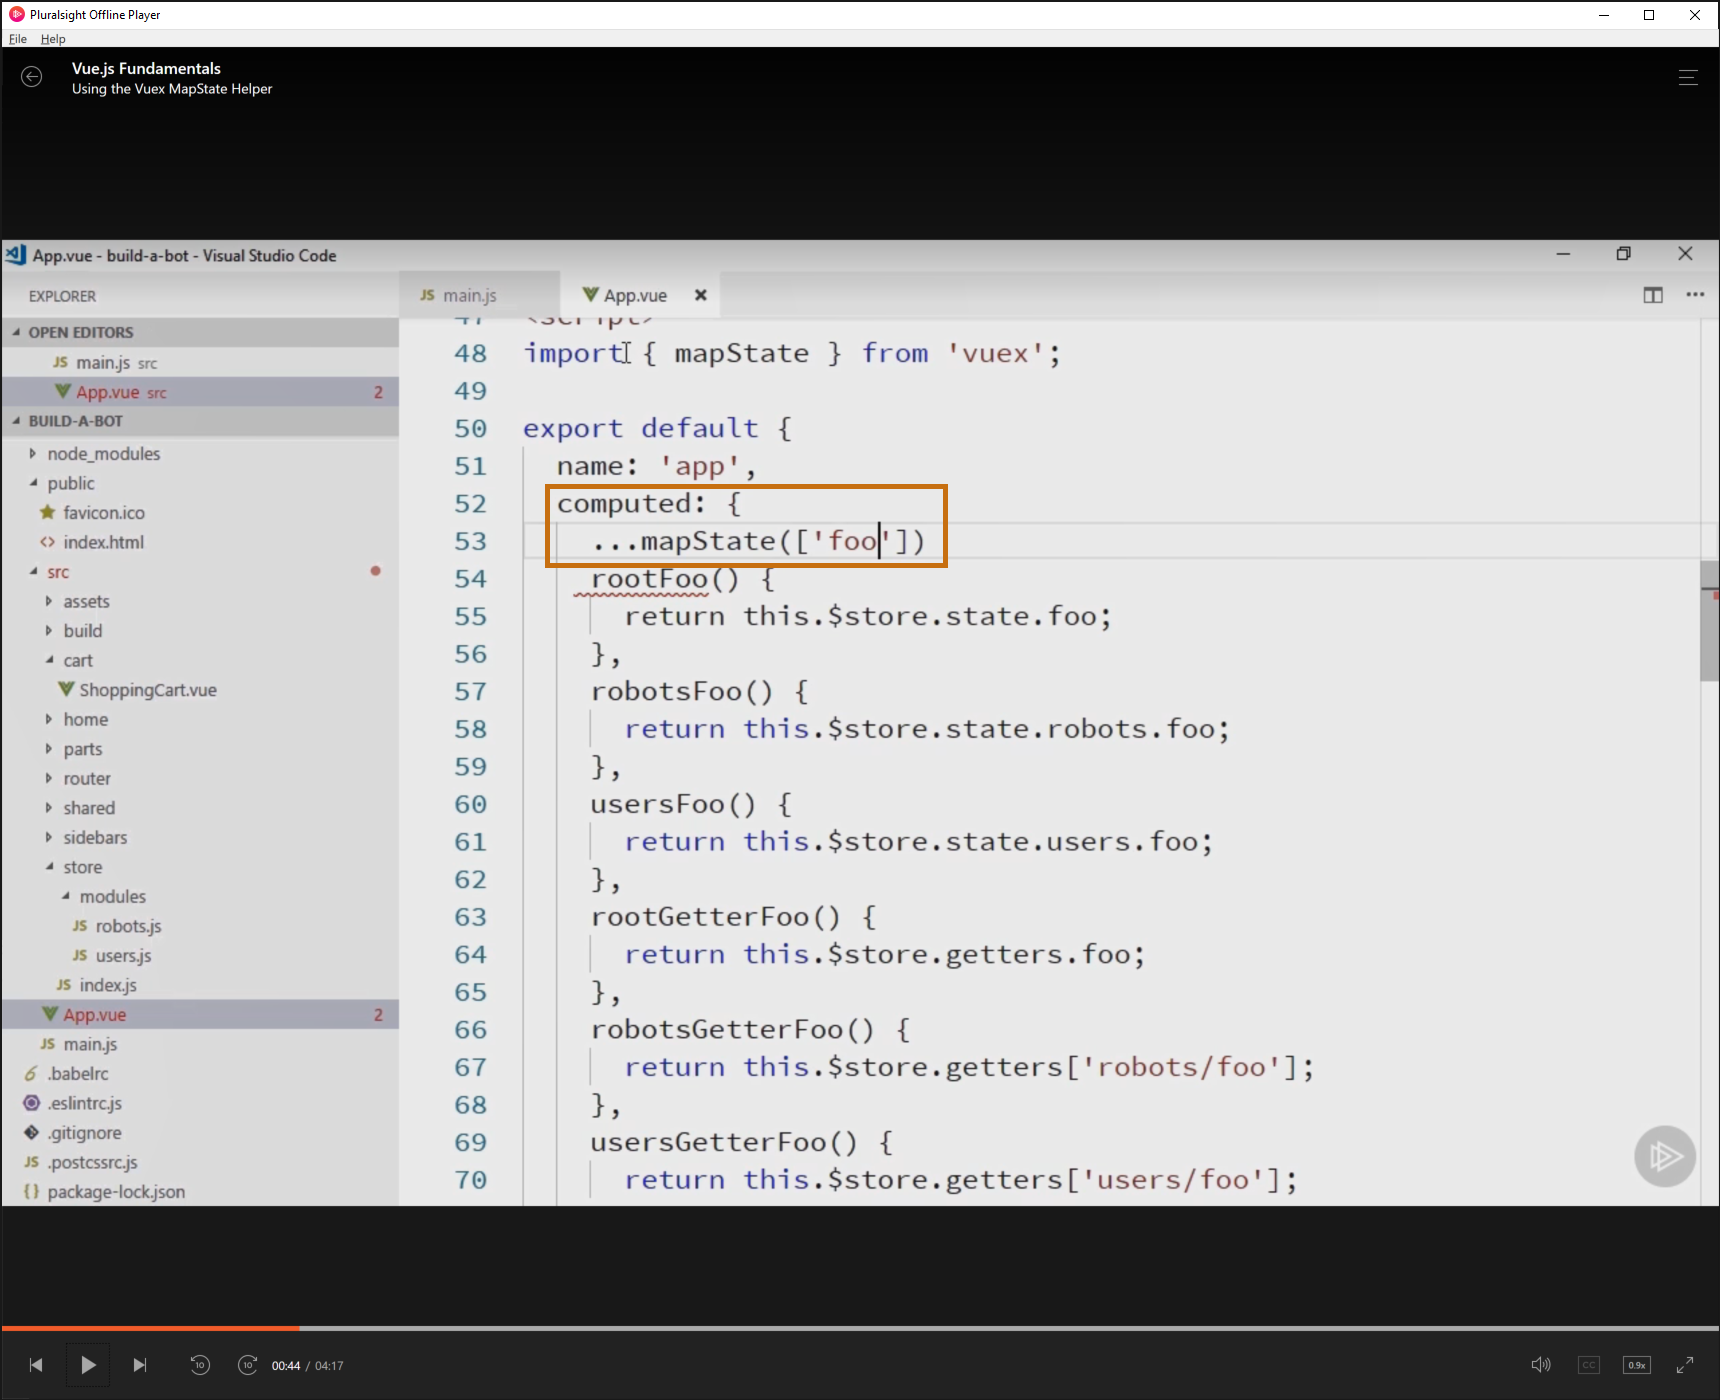 Pluralsight Offline Player
File Help
Vue.js Fundamentals
Using the Vuex MapState Helper
App.vue - build-a-bot - Visual Studio Code
EXPLORER
JS main.js
App.vue
OPEN EDITORS
JS main.js src
App.vue src 2
BUILD-A-BOT
node_modules
public
favicon.ico
<> index.html
src
assets
build
cart
ShoppingCart.vue
home
parts
router
shared
sidebars
store
modules
JS robots.js
JS users.js
JS index.js
App.vue 2
JS main.js
.babelrc
.eslintrc.js
.gitignore
JS .postcssrc.js
{} package-lock.json
47 <script>
48 import { mapState } from 'vuex';
49
50 export default {
51 name: 'app',
52 computed: {
53 ...mapState(['foo'])
54 rootFoo() {
55 return this.$store.state.foo;
56 },
57 robotsFoo() {
58 return this.$store.state.robots.foo;
59 },
60 usersFoo() {
61 return this.$store.state.users.foo;
62 },
63 rootGetterFoo() {
64 return this.$store.getters.foo;
65 },
66 robotsGetterFoo() {
67 return this.$store.getters['robots/foo'];
68 },
69 usersGetterFoo() {
70 return this.$store.getters['users/foo'];
10 10 00:44 / 04:17
CC 0.9x